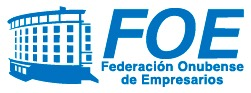 FOE
Federación Onubense
de Empresarios